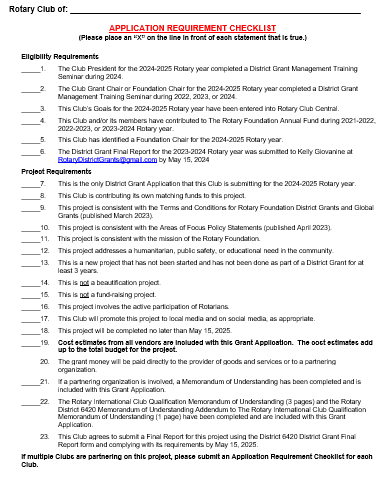 Rotary Club of:
APPLICATION REQUIREMENT CHECKLIST
(Please place an "X" on the line in front of each statement that is true.)
Eligibility Requirements
_____1. The Club President for the 2024-2025 Rotary year completed a District Grant Management Training
Seminar during 2024.
_____2. The Club Grant Chair or Foundation Chair for the 2024-2025 Rotary year completed a District Grant
Management Training Seminar during 2022, 2023, or 2024.
_____3. This Club's Goals for the 2024-2025 Rotary year have been entered into Rotary Club Central.
_____4. This Club and/or its members have contributed to The Rotary Foundation Annual Fund during 2021-2022,
2022-2023, or 2023-2024 Rotary year.
_____5. This Club has identified a Foundation Chair for the 2024-2025 Rotary year.
_____6. The District Grant Final Report for the 2023-2024 Rotary year was submitted to Kelly Giovanine at
RotaryDistrictGrants@gmail.com by May 15, 2024
Project Requirements
_____7. This is the only District Grant Application that this Club is submitting for the 2024-2025 Rotary year.
_____8. This Club is contributing its own matching funds to this project.
_____9. This project is consistent with the Terms and Conditions for Rotary Foundation District Grants and Global
Grants (published March 2023).
_____10. This project is consistent with the Areas of Focus Policy Statements (published April 2023).
_____11. This project is consistent with the mission of the Rotary Foundation.
_____12. This project addresses a humanitarian, public safety, or educational need in the community.
_____13. This is a new project that has not been started and has not been done as part of a District Grant for at
least 3 years.
_____14. This is not a beautification project.
_____15. This is not a fund-raising project.
_____16. This project involves the active participation of Rotarians.
_____17. This Club will promote this project to local media and on social media, as appropriate.
_____18. This project will be completed no later than May 15, 2025.
_____19. Cost estimates from all vendors are included with this Grant Application. The cost estimates add
up to the total budget for the project.
20. The grant money will be paid directly to the provider of goods and services or to a partnering
organization.
_____21. If a partnering organization is involved, a Memorandum of Understanding has been completed and is
included with this Grant Application.
_____22. The Rotary International Club Qualification Memorandum of Understanding (3 pages) and the Rotary
District 6420 Memorandum of Understanding Addendum to The Rotary International Club Qualification
Memorandum of Understanding (1 page) have been completed and are included with this Grant
Application.
23. This Club agrees to submit a Final Report for this project using the District 6420 District Grant Final
Report form and complying with its requirements by May 15, 2025.
If multiple Clubs are partnering on this project, please submit an Application Requirement Checklist for each
Club.